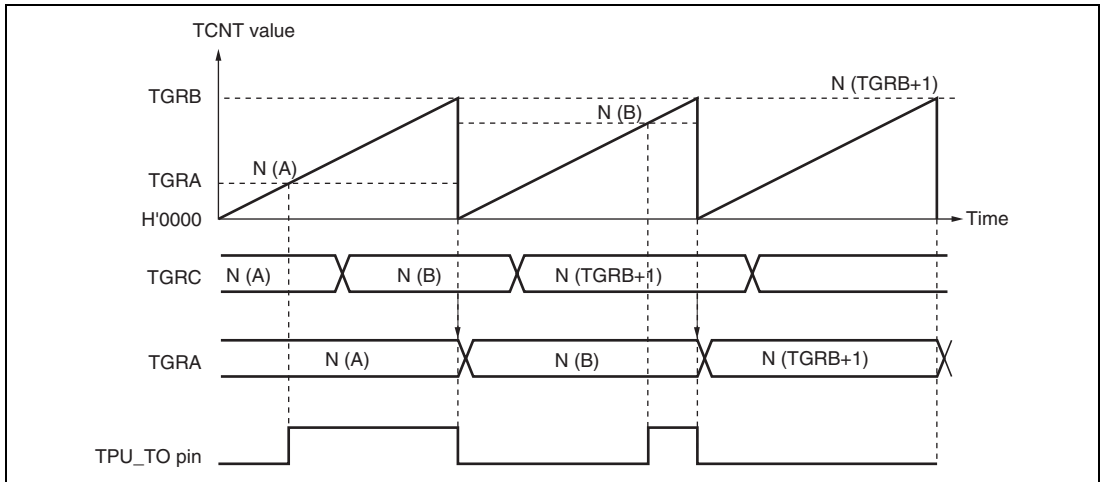 TCNT value
TGRB
N (TGRB+1)
N (B)
N (A)
TGRA
H'0000
Time
TGRC
N (A)
N (B)
N (TGRB+1)
TGRA
N (A)
N (B)
N (TGRB+1)
TPU_TO pin